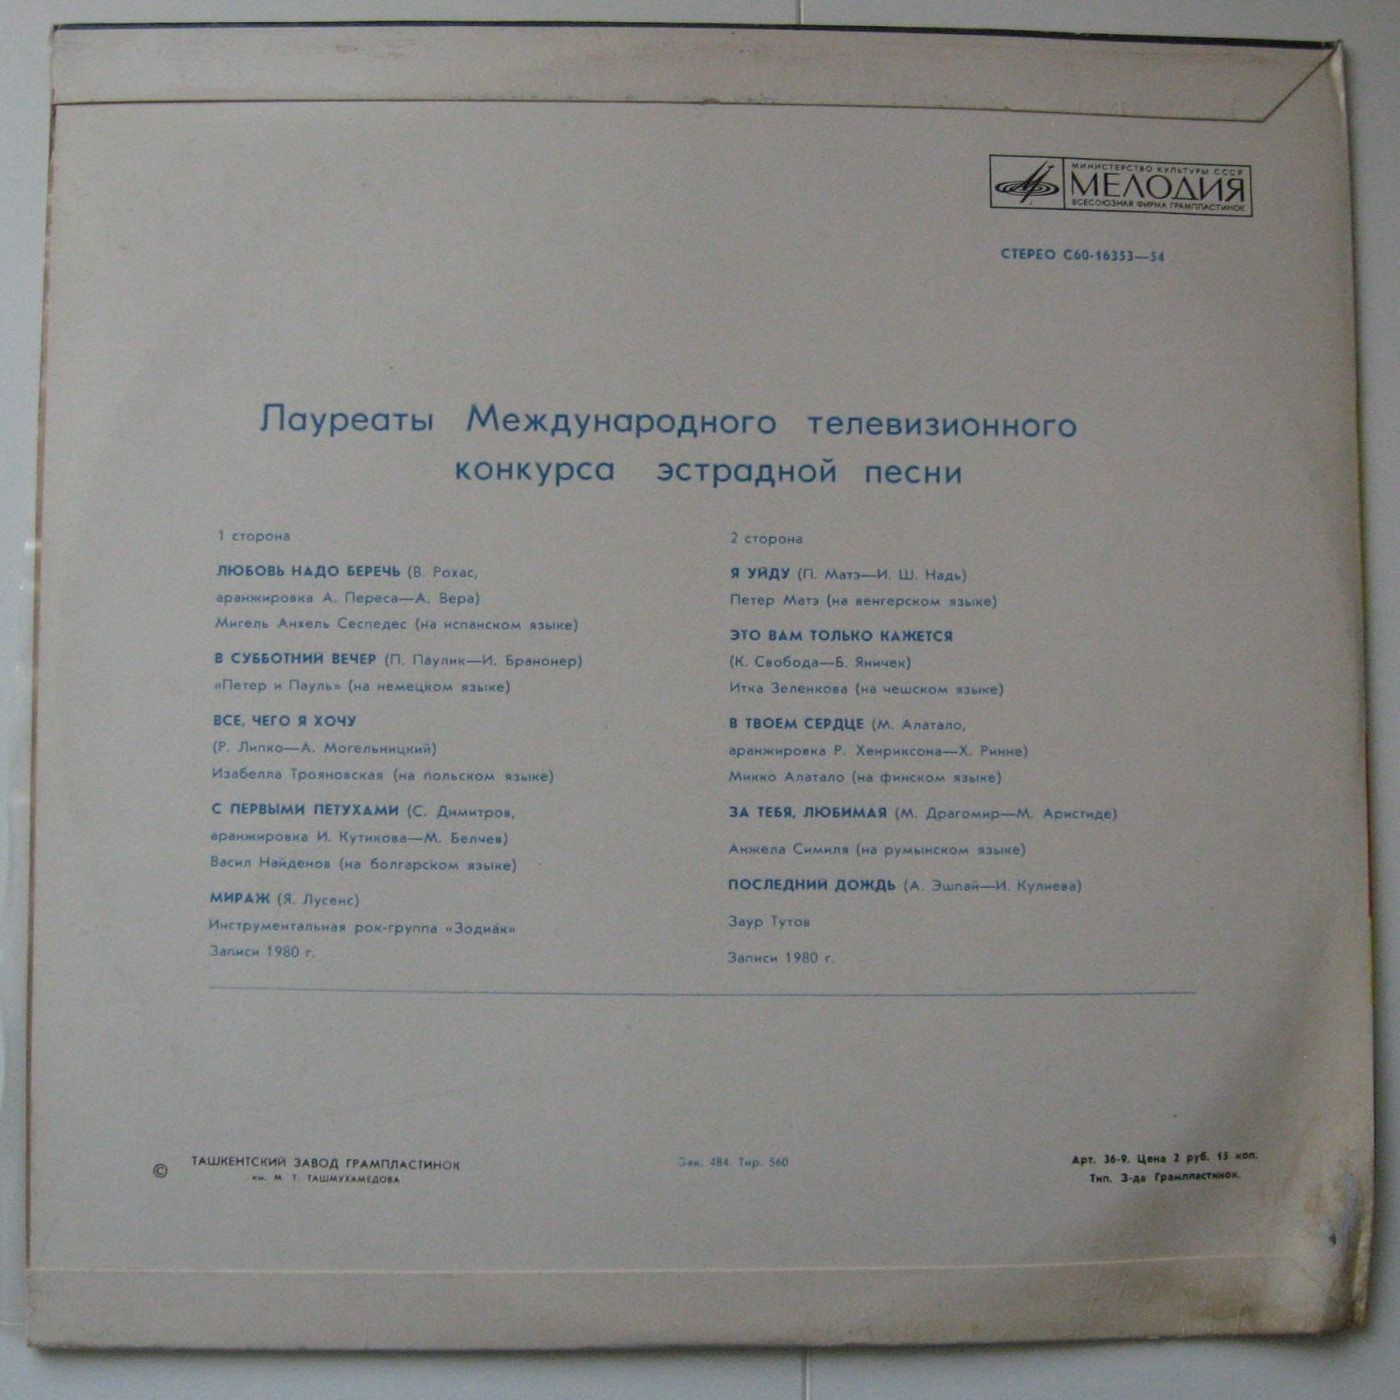 МИНИСТЕРСТВО КУЛЬТУРЫ СССР
МЕЛОДИЯ
ВСЕСОЮЗНАЯ ФИРМА ГРАМПЛАСТИНОК
СТЕРЕО С60-16353—54
Лауреаты Международного телевизионного
конкурса эстрадной песни
1 сторона
ЛЮБОВЬ НАДО БЕРЕЧЬ (В. Рохас,
аранжировка А. Переса—А. Вера)
Мигель Анхель Сеспедес (на испанском языке)
В СУББОТНИЙ ВЕЧЕР (П. Паулик—И. Бранонер)
«Петер и Пауль» (на немецком языке)
ВСЕ, ЧЕГО Я ХОЧУ
(Р. Липко—А. Могельницкий)
Изабелла Трояновская (на польском языке)
С ПЕРВЫМИ ПЕТУХАМИ (С. Димитров,
аранжировка И. Кутикова—М. Белчев)
Васил Найденов (на болгарском языке)
МИРАЖ (Я. Лусенс)
Инструментальная рок-группа «Зодиак»
Записи 1980 г.
2 сторона
Я УЙДУ (П. Матэ—И. Ш. Надь)
Петер Матэ (на венгерском языке)
ЭТО ВАМ ТОЛЬКО КАЖЕТСЯ
(К. Свобода—Б. Яничек)
Итка Зеленкова (на чешском языке)
В ТВОЕМ СЕРДЦЕ (М. Алатало,
аранжировка Р. Хенриксона—Х. Ринне)
Микко Алатало (на финском языке)
ЗА ТЕБЯ, ЛЮБИМАЯ (М. Драгомир—М. Аристиде)
Анжела Симиля (на румынском языке)
ПОСЛЕДНИЙ ДОЖДЬ (А. Эшпай—И. Кулиева)
Заур Тутов
Записи 1980 г.
© ТАШКЕНТСКИЙ ЗАВОД ГРАМПЛАСТИНОК
им. М. Т. ТАШМУХАМЕДОВА
Зак. 484. Тир. 560
Арт. 36-9. Цена 2 руб. 15 коп.
Тип. З-да Грампластинок.